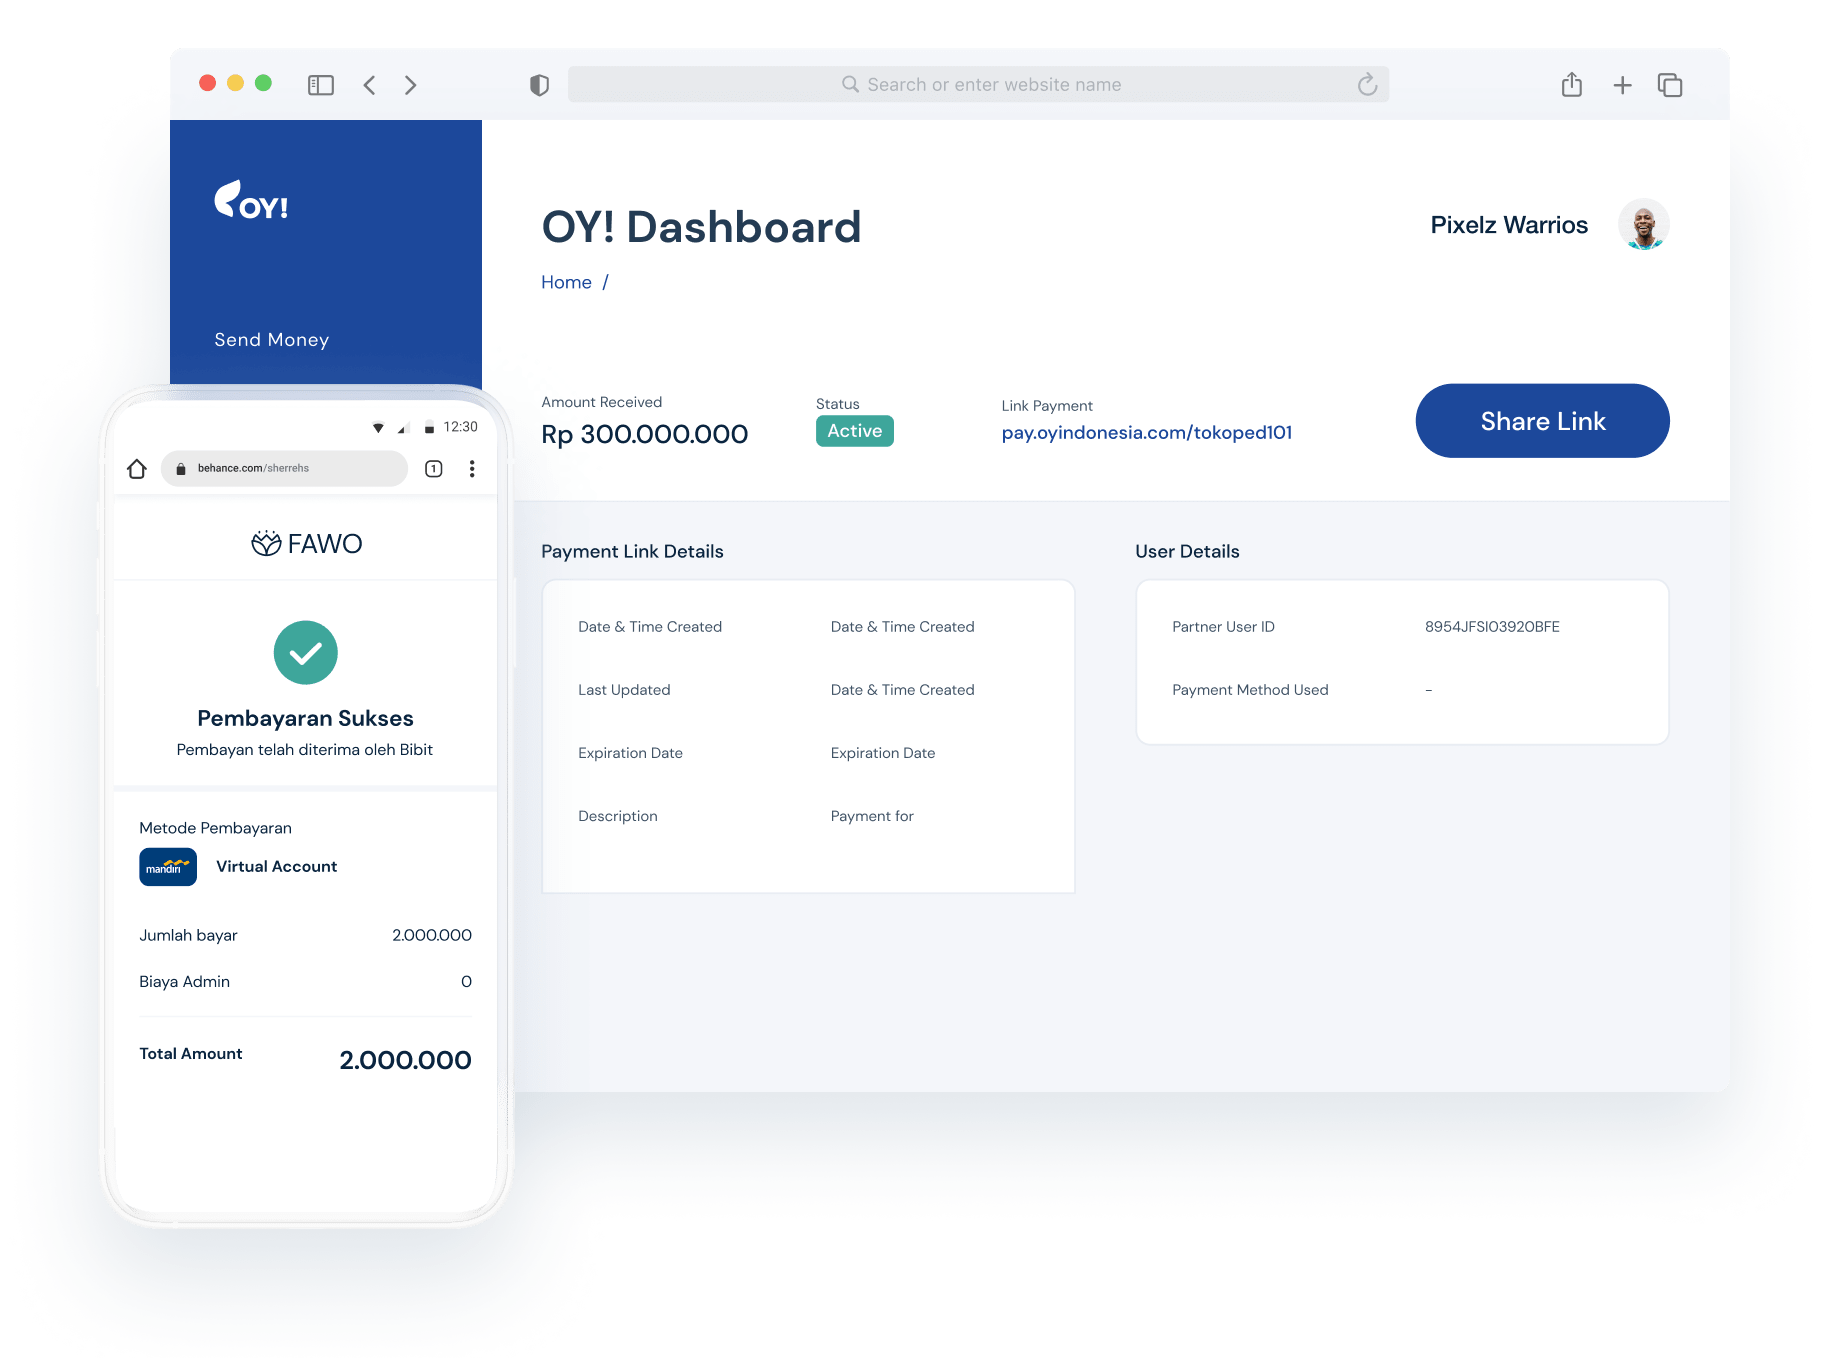 Search or enter website name
OY!
Send Money
OY! Dashboard
Home /
Pixelz Warrios
Amount Received
Rp 300.000.000
Status
Active
Link Payment
pay.oyindonesia.com/tokoped101
Share Link
Payment Link Details
Date & Time Created Date & Time Created
Last Updated Date & Time Created
Expiration Date Expiration Date
Description Payment for
User Details
Partner User ID 8954JFSI03920BFE
Payment Method Used -
12:30
behance.com/sherrehs
1
FAWO
Pembayaran Sukses
Pembayan telah diterima oleh Bibit
Metode Pembayaran
mandiri
Virtual Account
Jumlah bayar 2.000.000
Biaya Admin 0
Total Amount 2.000.000